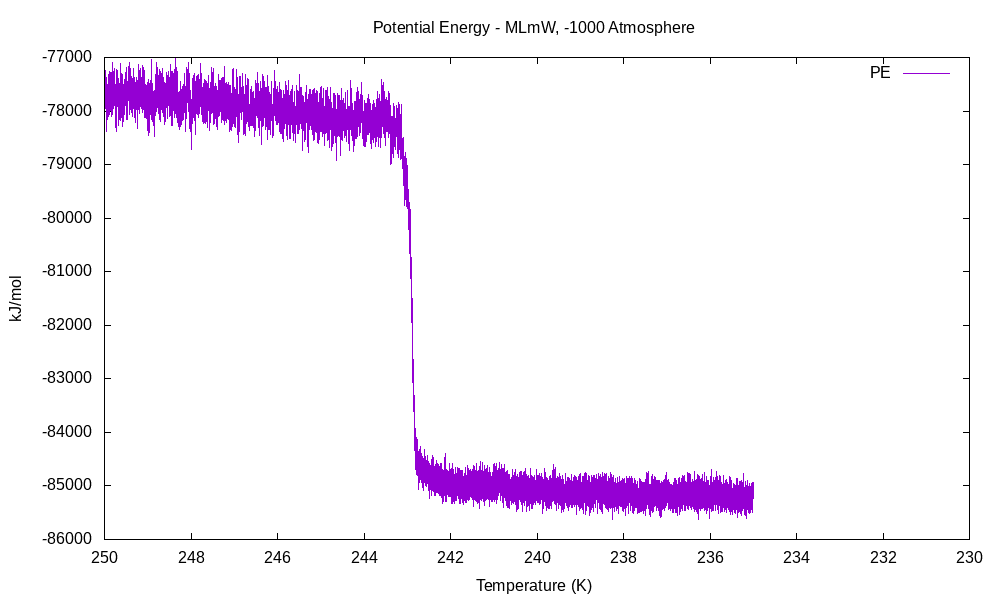 Potential Energy - MLmW, -1000 Atmosphere
-77000
PE
-78000
-79000
-80000
-81000
kJ/mol
-82000
-83000
-84000
-85000
-86000
250 248 246 244 242 240 238 236 234 232 230
Temperature (K)